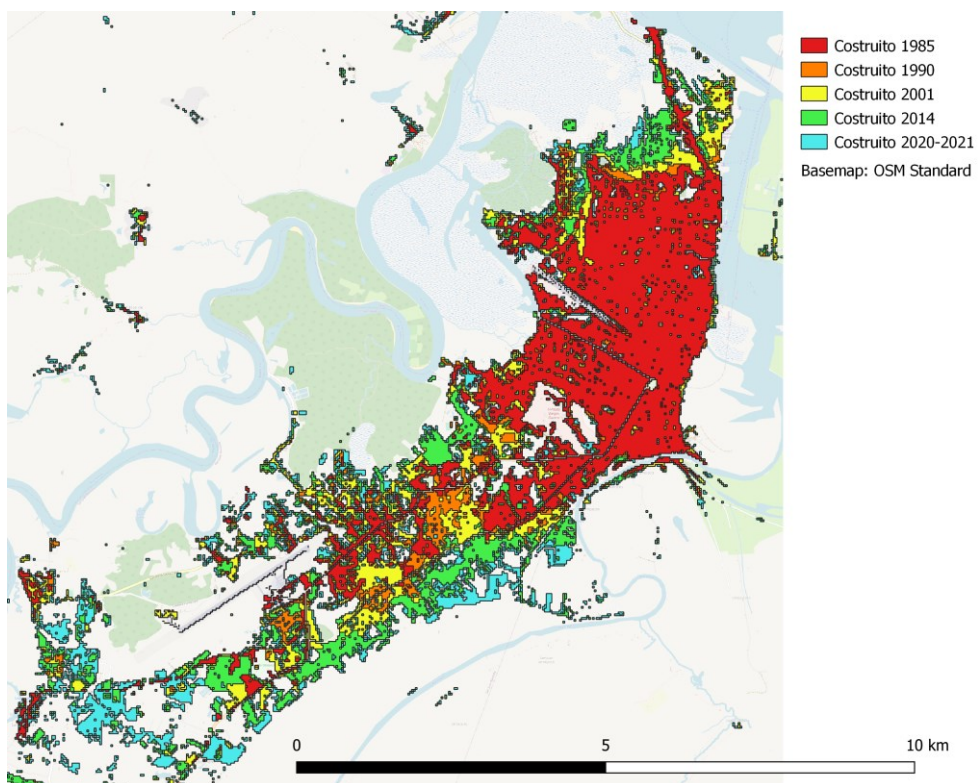 Costruito 1985
Costruito 1990
Costruito 2001
Costruito 2014
Costruito 2020-2021
Basemap: OSM Standard
0
5
10 km